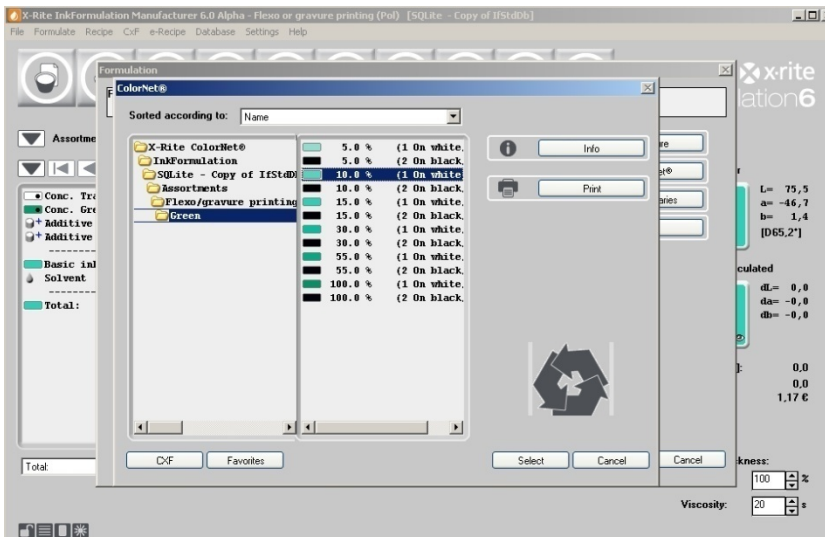 X-Rite InkFormulation Manufacturer 6.0 Alpha - Flexo or gravure printing (Pol) [SQLite - Copy of IfStdDb]
File Formulate Recipe CxF e-Recipe Database Settings Help
Formulation
x·rite
lation6
ColorNet®
Sorted according to: Name
Assortme
X-Rite ColorNet®
InkFormulation
SQLite - Copy of IfStdD
Assortments
Flexo/gravure printing
Green
5.0 % (1 On white,
5.0 % (2 On black,
10.0 % (1 On white,
10.0 % (2 On black,
15.0 % (1 On white,
15.0 % (2 On black,
30.0 % (1 On white,
30.0 % (2 On black,
55.0 % (1 On white,
55.0 % (2 On black,
100.0 % (1 On white,
100.0 % (2 On black,
Info
Print
re
et®
aries
Conc. Tra
Conc. Gre
Additive
Additive
Basic inl
Solvent
Total:
L= 75,5
a= -46,7
b= 1,4
[D65,2°]
culated
dL= 0,0
da= -0,0
db= -0,0
]: 0,0
0,0
1,17 €
CXF
Favorites
Select
Cancel
Cancel
Total:
kness:
100 %
Viscosity: 20 s